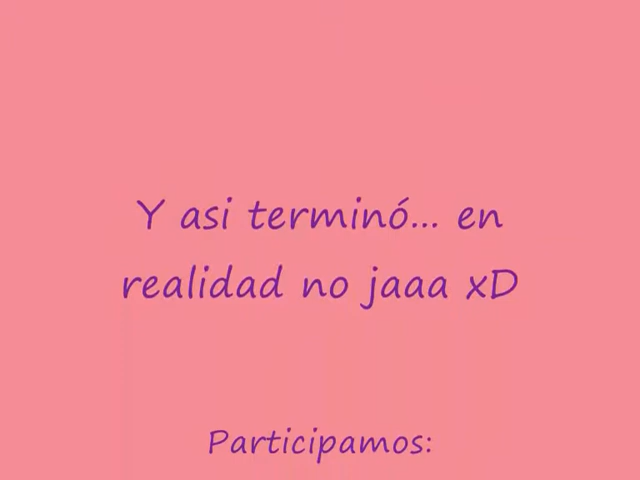 Y asi terminó... en
realidad no jaaa xD
Participamos: